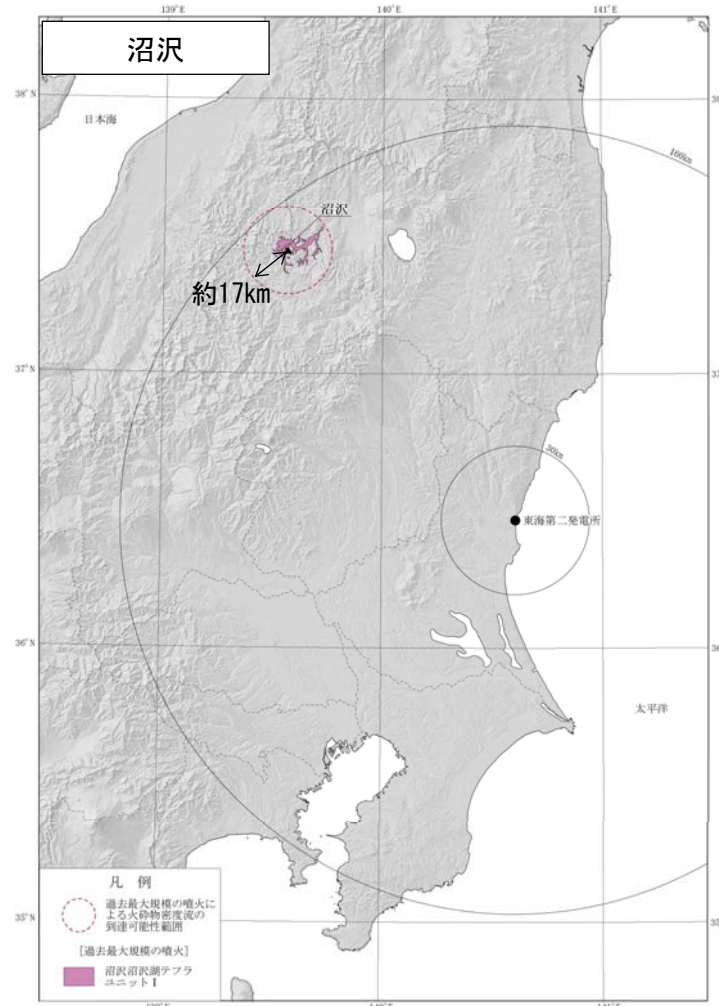 139°E
140°E
141°E
沼沢
38°N
38
日本海
160km
沼沢
約17km
37°N
37
30km
東海第二発電所
36°N
36
太平洋
凡 例
過去最大規模の噴火に
よる火砕物密度流の
到達可能性範囲
[過去最大規模の噴火]
沼沢沼沢湖テフラ
ユニットⅠ
35°N
35